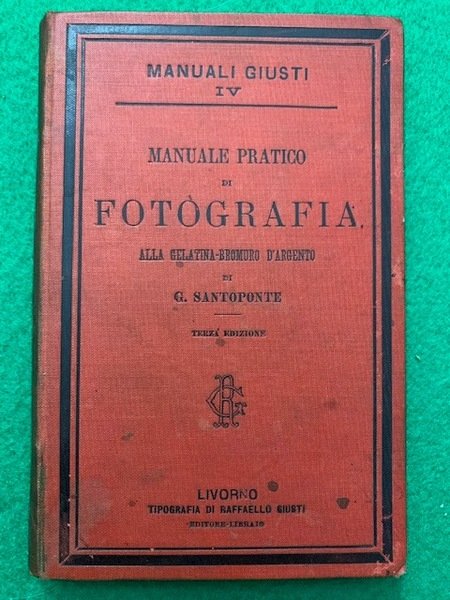 MANUALI GIUSTI
IV
MANUALE PRATICO
DI
FOTOGRAFIA
ALLA GELATINA-BROMURO D'ARGENTO
DI
G. SANTOPONTE
TERZA EDIZIONE
LIVORNO
TIPOGRAFIA DI RAFFAELLO GIUSTI
EDITORE-LIBRAIO